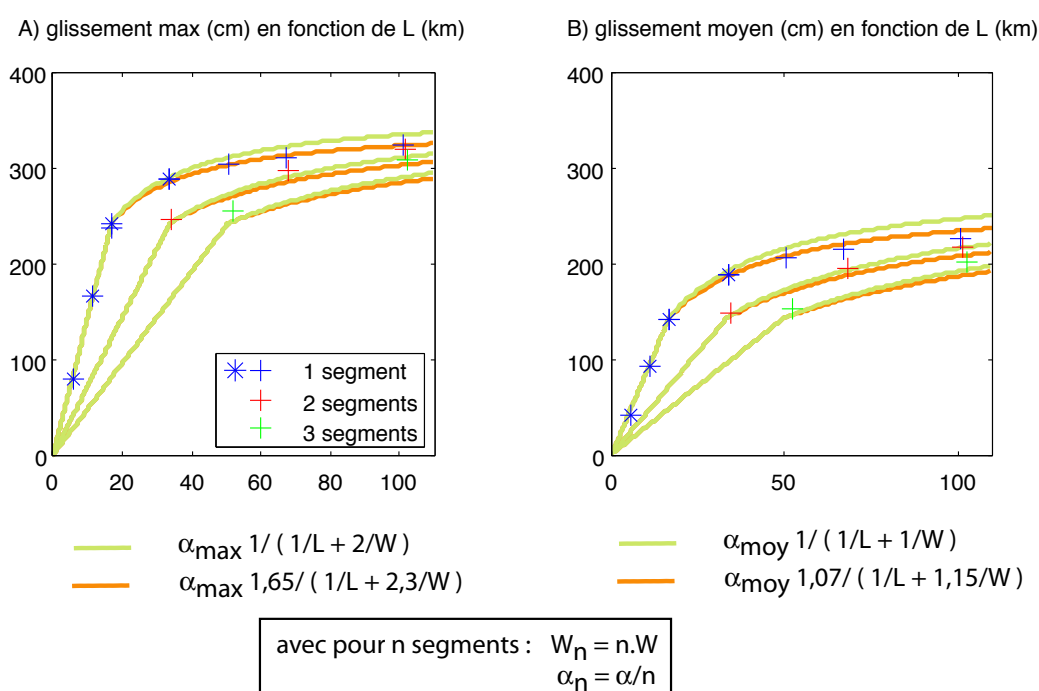 A) glissement max (cm) en fonction de L (km)
B) glissement moyen (cm) en fonction de L (km)
400
300
200
100
0
0 20 40 60 80 100
1 segment
2 segments
3 segments
400
300
200
100
0
0 50 100
αmax 1/ ( 1/L + 2/W )
αmax 1,65/ ( 1/L + 2,3/W )
αmoy 1/ ( 1/L + 1/W )
αmoy 1,07/ ( 1/L + 1,15/W )
avec pour n segments : Wn = n.W
αn = α/n